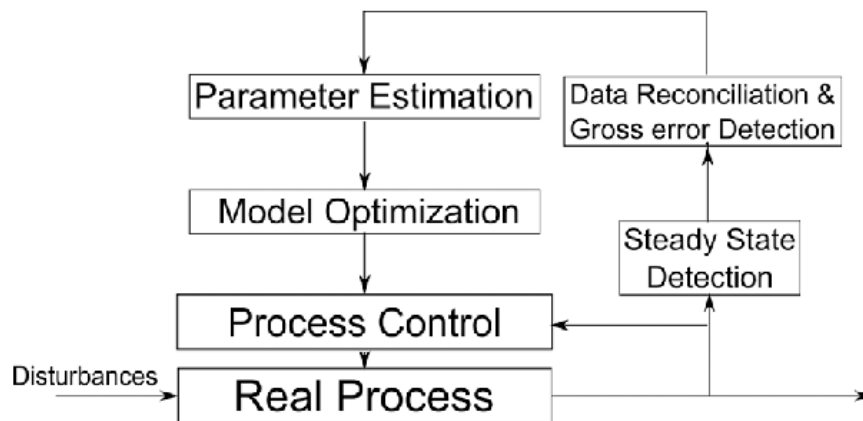 Parameter Estimation
Data Reconciliation &
Gross error Detection
Model Optimization
Steady State
Detection
Process Control
Disturbances
Real Process